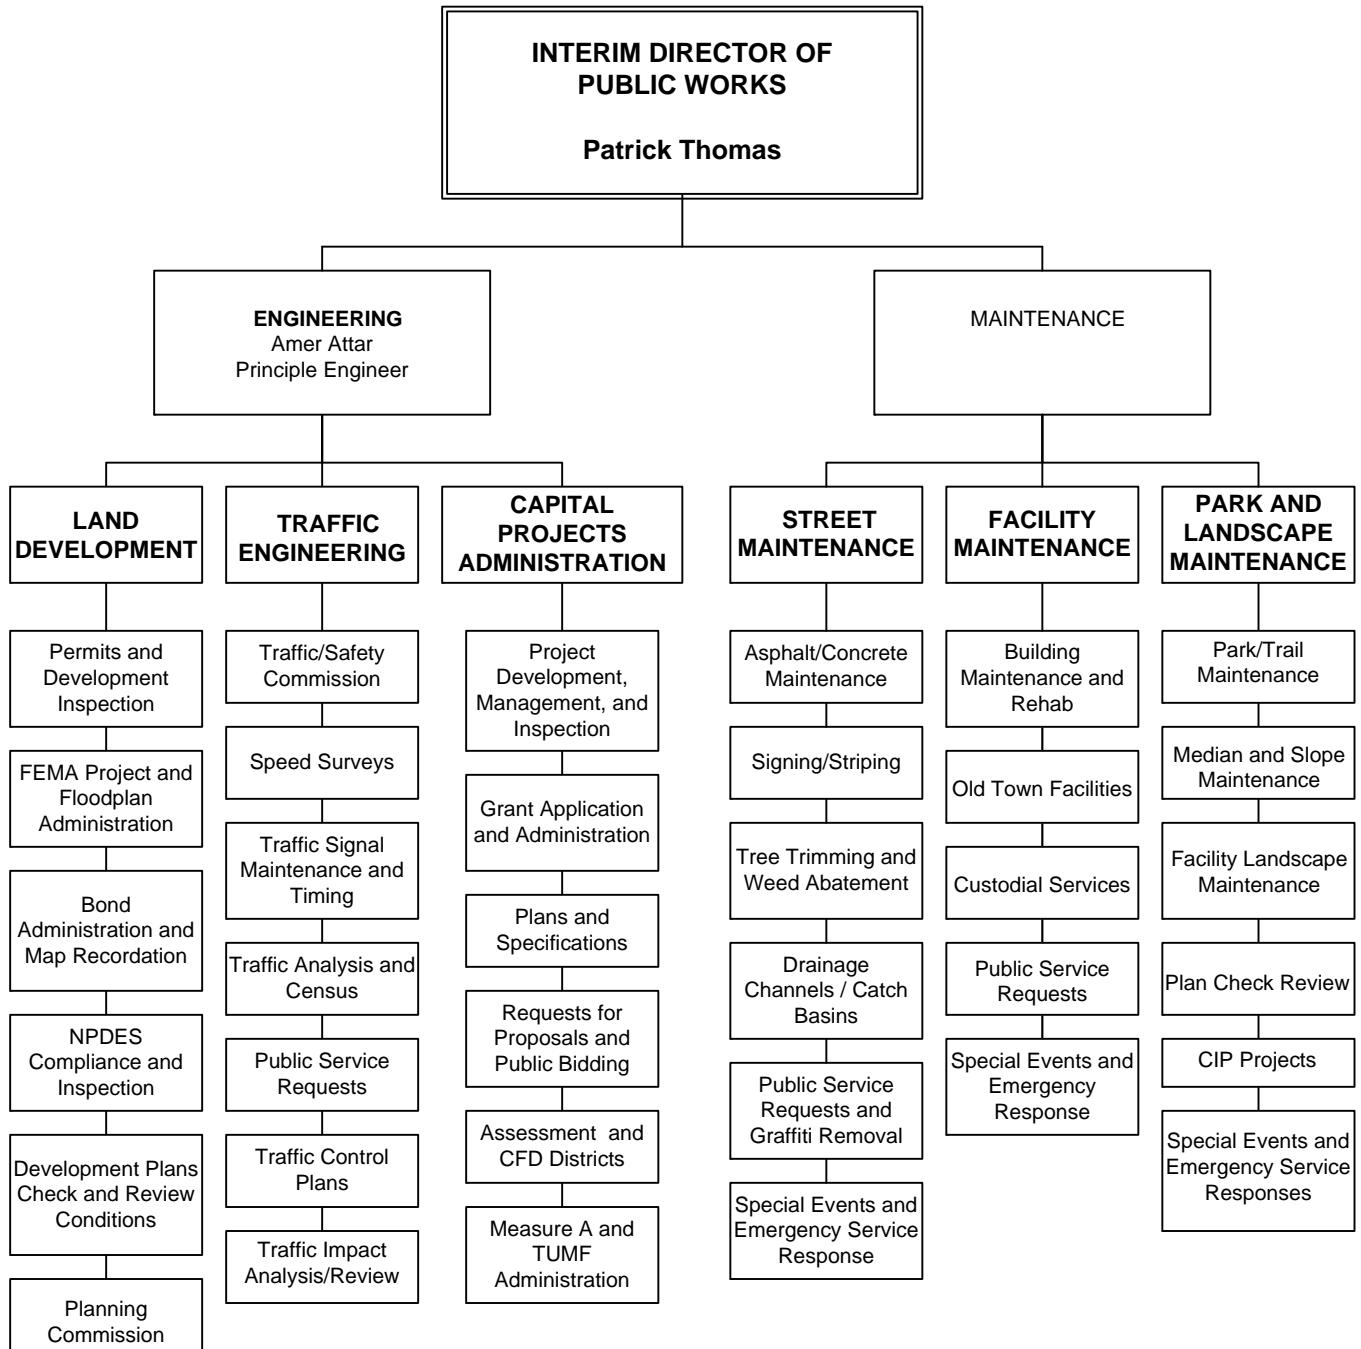 INTERIM DIRECTOR OF
PUBLIC WORKS
Patrick Thomas
ENGINEERING
Amer Attar
Principle Engineer
MAINTENANCE
LAND
DEVELOPMENT
TRAFFIC
ENGINEERING
CAPITAL
PROJECTS
ADMINISTRATION
STREET
MAINTENANCE
FACILITY
MAINTENANCE
PARK AND
LANDSCAPE
MAINTENANCE
Permits and
Development
Inspection
FEMA Project and
Floodplan
Administration
Bond
Administration and
Map Recordation
NPDES
Compliance and
Inspection
Development Plans
Check and Review
Conditions
Planning
Commission
Traffic/Safety
Commission
Speed Surveys
Traffic Signal
Maintenance and
Timing
Traffic Analysis and
Census
Public Service
Requests
Traffic Control
Plans
Traffic Impact
Analysis/Review
Project
Development,
Management, and
Inspection
Grant Application
and Administration
Plans and
Specifications
Requests for
Proposals and
Public Bidding
Assessment and
CFD Districts
Measure A and
TUMF
Administration
Asphalt/Concrete
Maintenance
Signing/Striping
Tree Trimming and
Weed Abatement
Drainage
Channels / Catch
Basins
Public Service
Requests and
Graffiti Removal
Special Events and
Emergency Service
Response
Building
Maintenance and
Rehab
Old Town Facilities
Custodial Services
Public Service
Requests
Special Events and
Emergency
Response
Park/Trail
Maintenance
Median and Slope
Maintenance
Facility Landscape
Maintenance
Plan Check Review
CIP Projects
Special Events and
Emergency Service
Responses